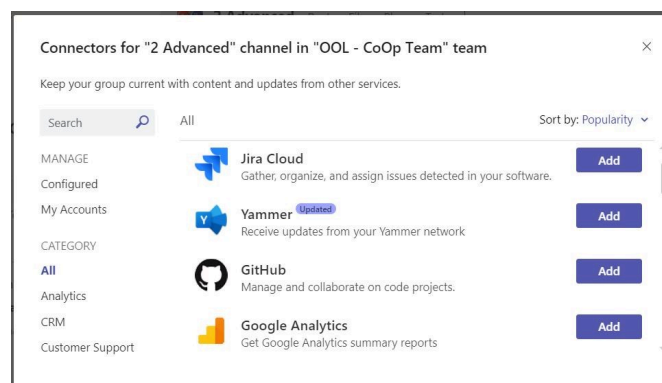 Connectors for "2 Advanced" channel in "OOL - CoOp Team" team
Keep your group current with content and updates from other services.
Search
All
Sort by: Popularity
MANAGE
Configured
My Accounts
CATEGORY
All
Analytics
CRM
Customer Support
Jira Cloud
Gather, organize, and assign issues detected in your software.
Add
Yammer Updated
Receive updates from your Yammer network
Add
GitHub
Manage and collaborate on code projects.
Add
Google Analytics
Get Google Analytics summary reports
Add